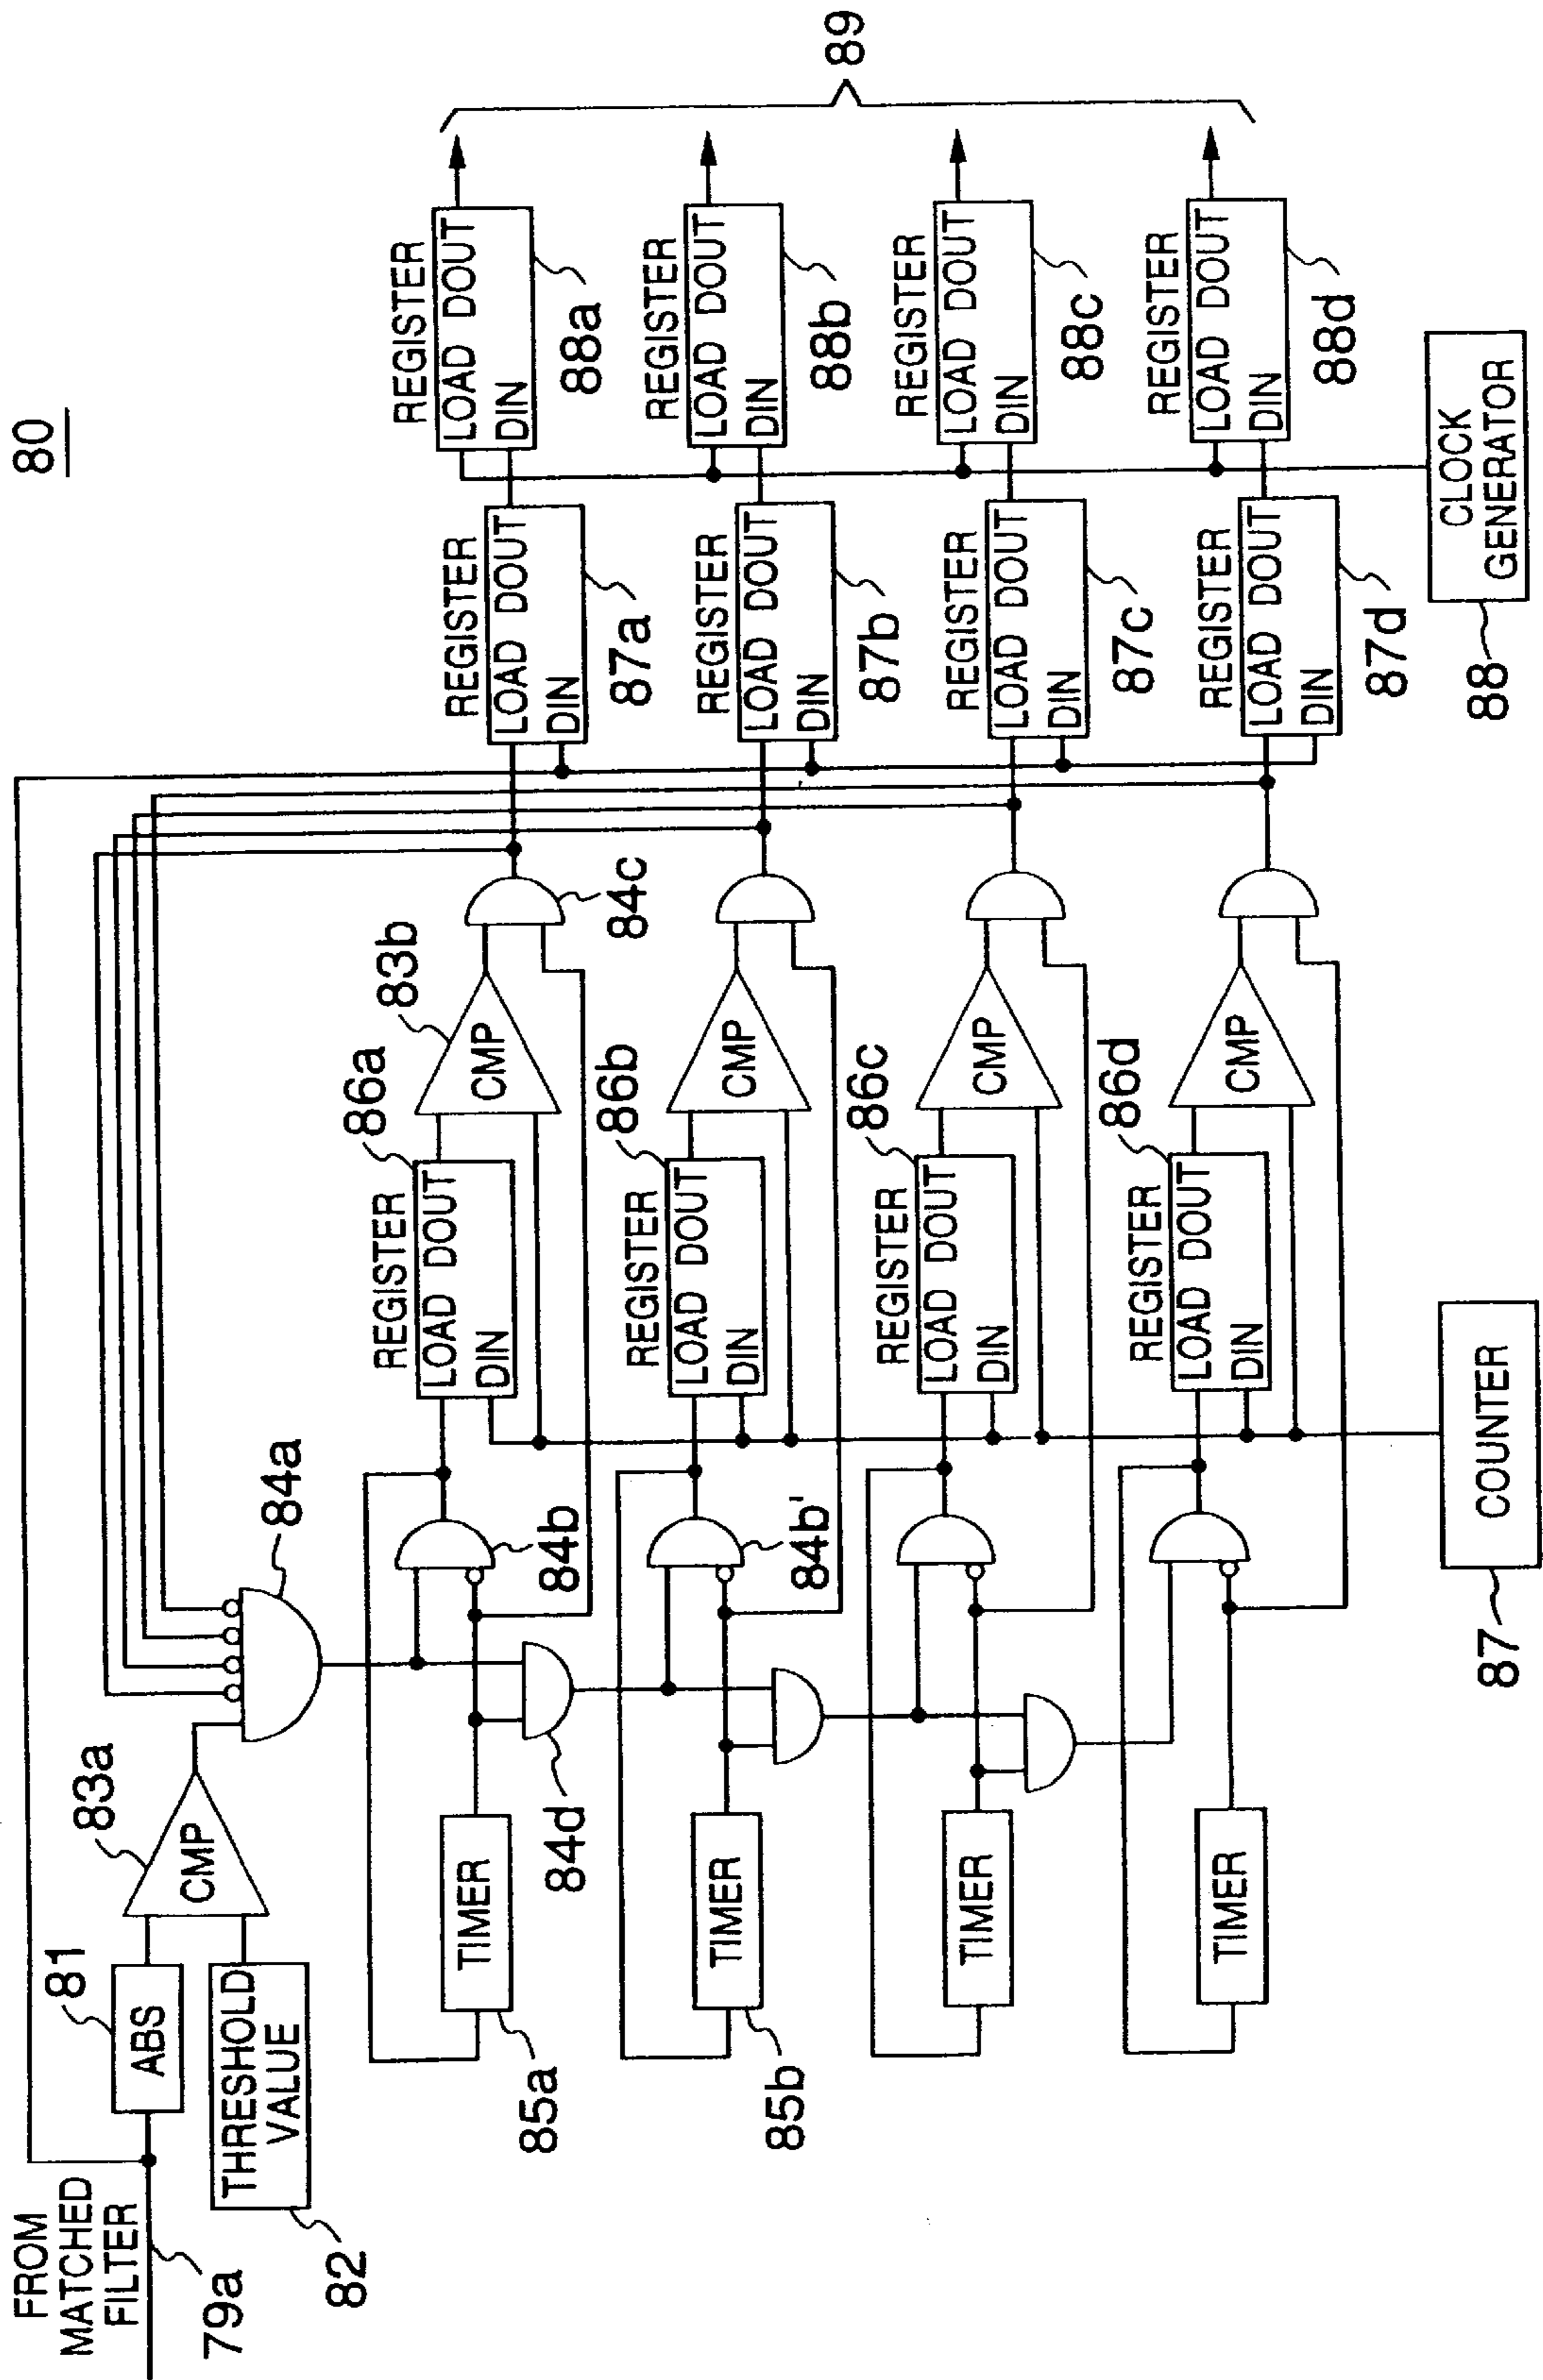 80
FROM
MATCHED
FILTER
79a
81
ABS
THRESHOLD
VALUE
82
83a
CMP
84a
85a
TIMER
84d
84b
REGISTER
LOAD DOUT
DIN
86a
CMP
83b
84c
REGISTER
LOAD DOUT
DIN
87a
REGISTER
LOAD DOUT
DIN
88a
85b
TIMER
84b'
REGISTER
LOAD DOUT
DIN
86b
CMP
REGISTER
LOAD DOUT
DIN
87b
REGISTER
LOAD DOUT
DIN
88b
TIMER
REGISTER
LOAD DOUT
DIN
86c
CMP
REGISTER
LOAD DOUT
DIN
87c
REGISTER
LOAD DOUT
DIN
88c
TIMER
REGISTER
LOAD DOUT
DIN
86d
CMP
REGISTER
LOAD DOUT
DIN
87d
REGISTER
LOAD DOUT
DIN
88d
89
87
COUNTER
88
CLOCK
GENERATOR